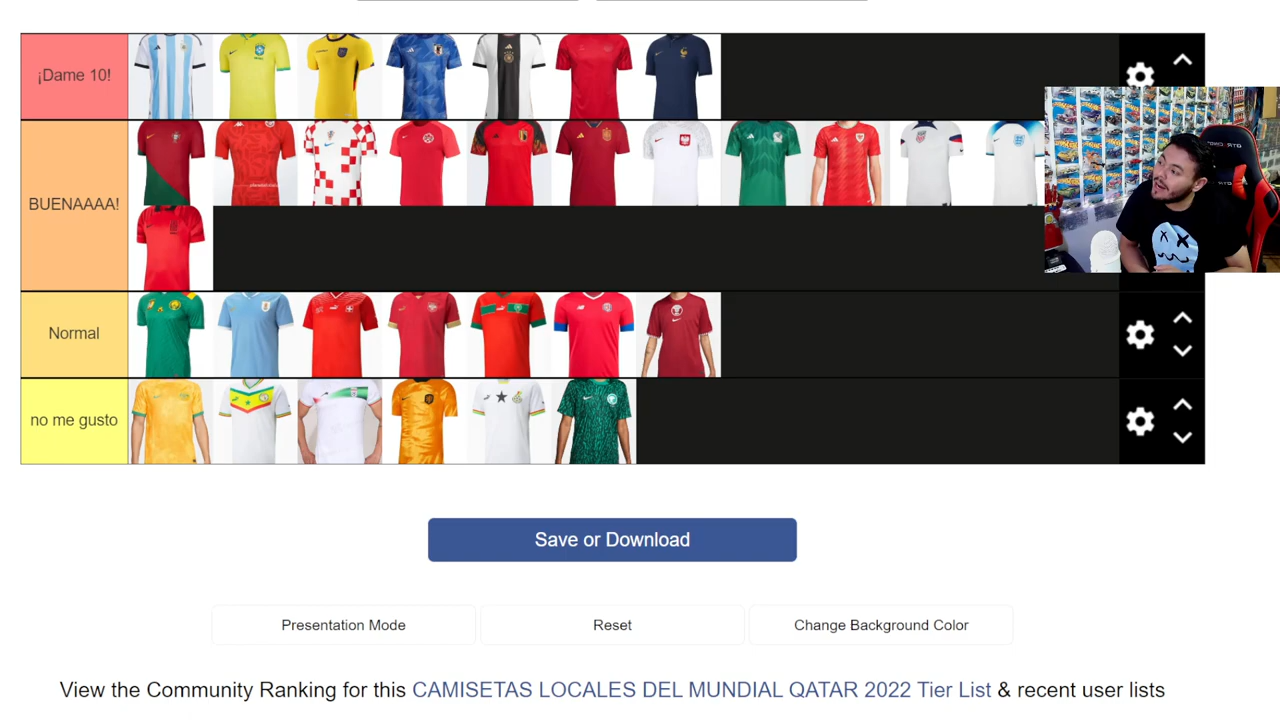 ¡Dame 10!
BUENAAAA!
Normal
no me gusto
Save or Download
Presentation Mode
Reset
Change Background Color
View the Community Ranking for this CAMISETAS LOCALES DEL MUNDIAL QATAR 2022 Tier List & recent user lists